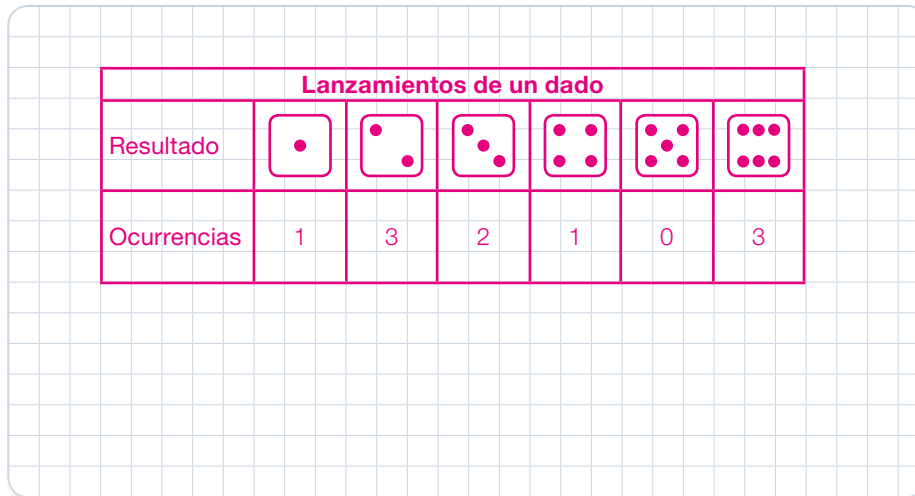 Lanzamientos de un dado
Resultado
Ocurrencias 1 3 2 1 0 3